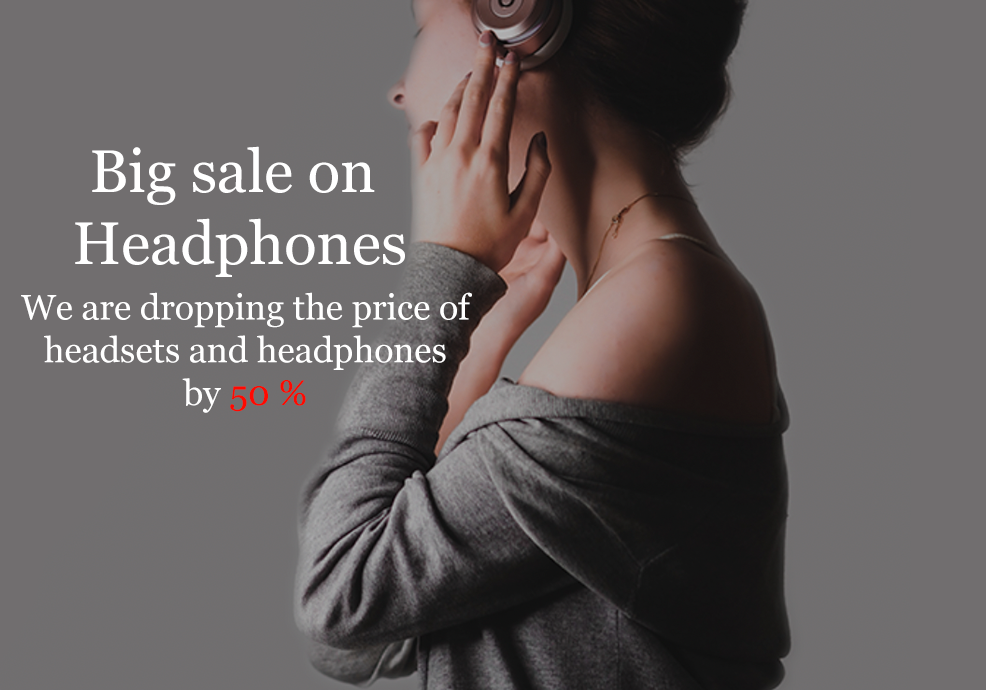 Big sale on
Headphones
We are dropping the price of
headsets and headphones
by 50 %